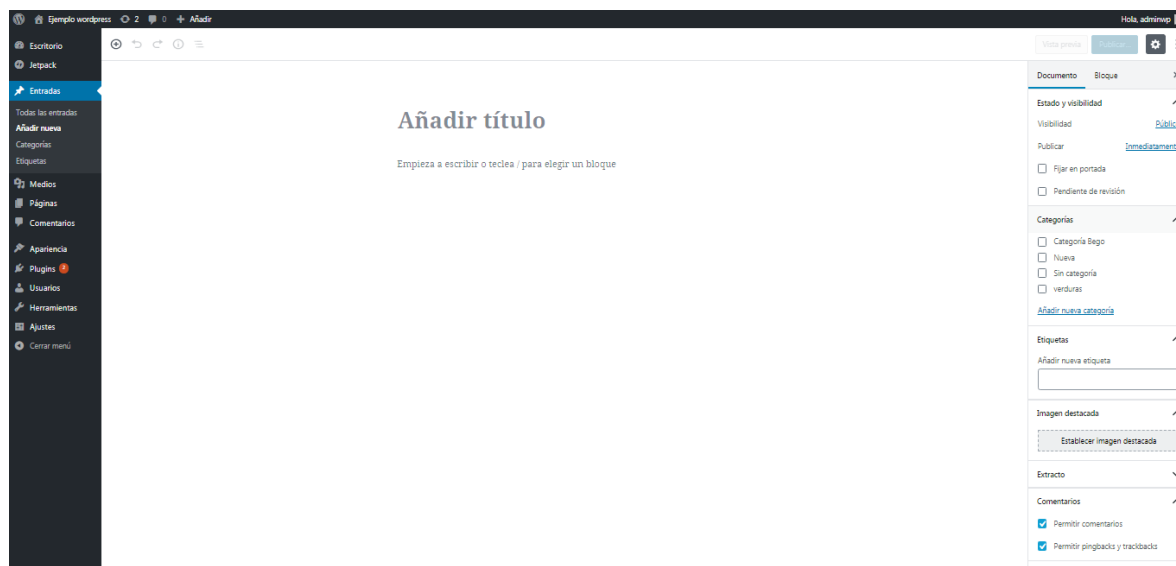 Ejemplo wordpress 2 0 Añadir
Hola, adminwp
Escritorio
Jetpack
Entradas
Todas las entradas
Añadir nueva
Categorías
Etiquetas
Medios
Páginas
Comentarios
Apariencia
Plugins 2
Usuarios
Herramientas
Ajustes
Cerrar menú
Vista previa Publicar...
Añadir título
Empieza a escribir o teclea / para elegir un bloque
Documento Bloque
Estado y visibilidad
Visibilidad Públic
Publicar Inmediatament
Fijar en portada
Pendiente de revisión
Categorías
Categoría Bego
Nueva
Sin categoría
verduras
Añadir nueva categoría
Etiquetas
Añadir nueva etiqueta
Imagen destacada
Establecer imagen destacada
Extracto
Comentarios
Permitir comentarios
Permitir pingbacks y trackbacks